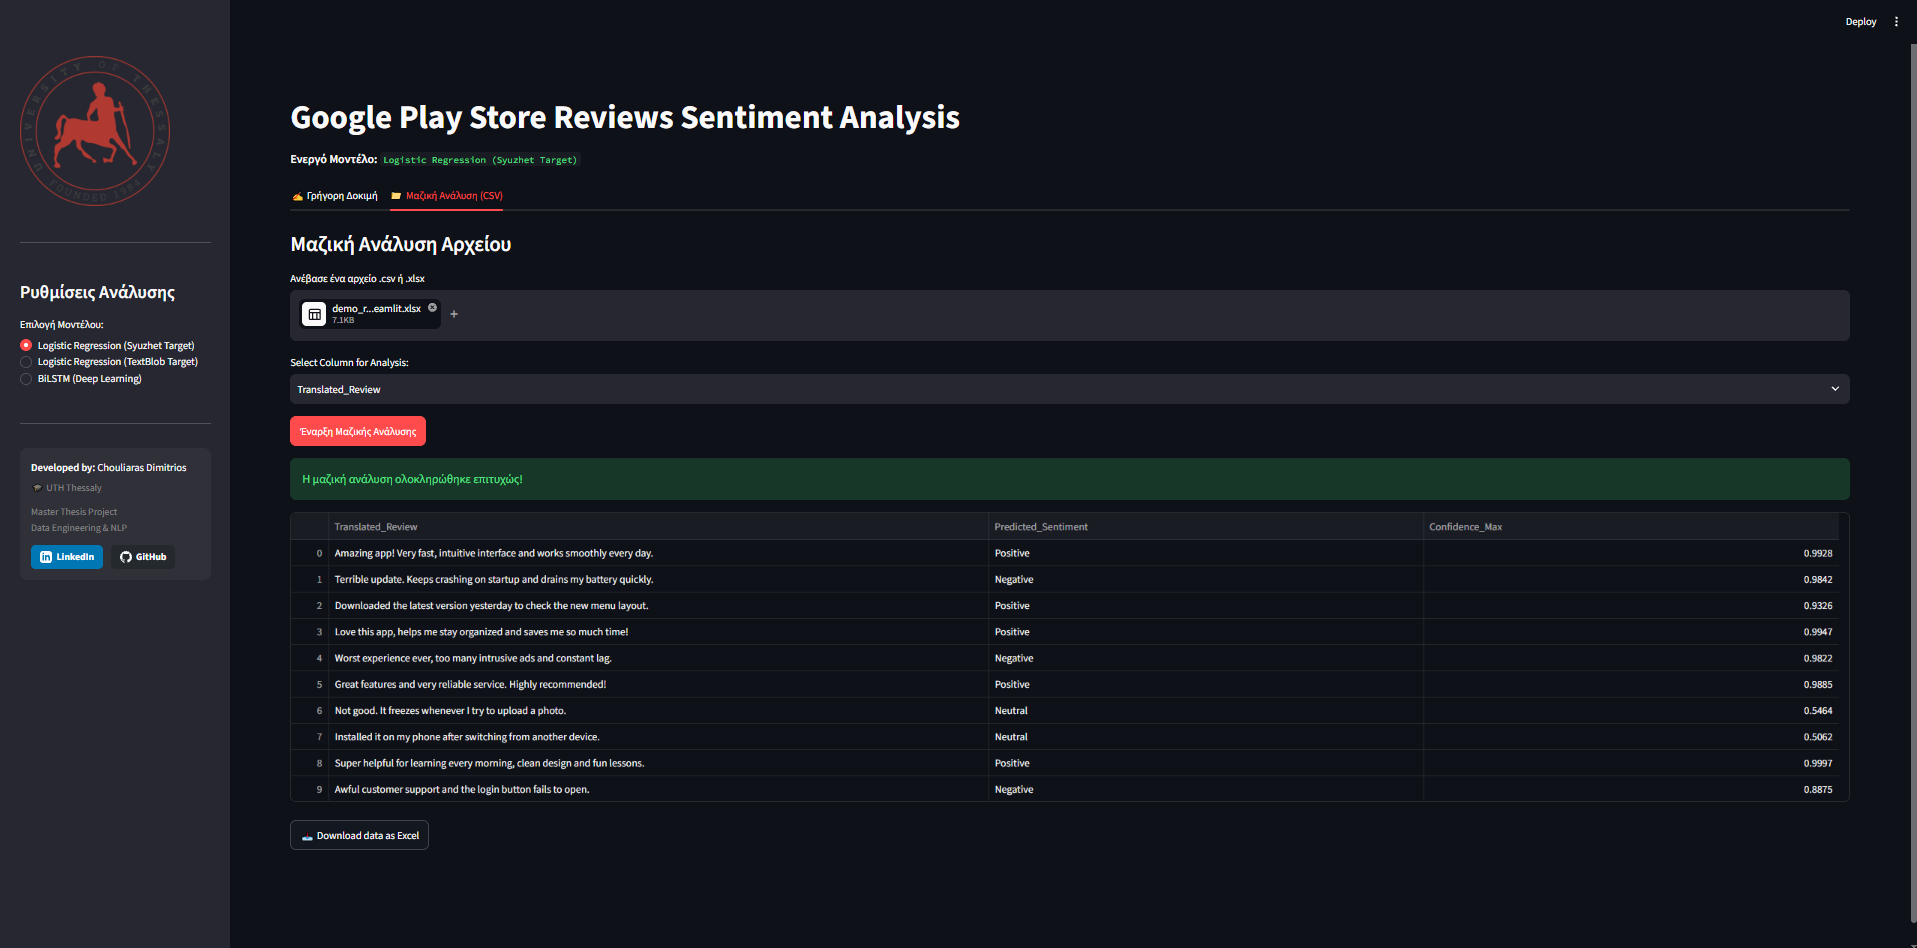 Deploy
UNIVERSITY OF THESSALY
FOUNDED 1984
Ρυθμίσεις Ανάλυσης
Επιλογή Μοντέλου:
Logistic Regression (Syuzhet Target)
Logistic Regression (TextBlob Target)
BiLSTM (Deep Learning)
Developed by: Chouliaras Dimitrios
UTH Thessaly
Master Thesis Project
Data Engineering & NLP
LinkedIn
GitHub
Google Play Store Reviews Sentiment Analysis
Ενεργό Μοντέλο: Logistic Regression (Syuzhet Target)
Γρήγορη Δοκιμή Μαζική Ανάλυση (CSV)
Μαζική Ανάλυση Αρχείου
Ανέβασε ένα αρχείο .csv ή .xlsx
demo_r...eamlit.xlsx
7.1KB
Select Column for Analysis:
Translated_Review
Έναρξη Μαζικής Ανάλυσης
Η μαζική ανάλυση ολοκληρώθηκε επιτυχώς!
Translated_Review Predicted_Sentiment Confidence_Max
0 Amazing app! Very fast, intuitive interface and works smoothly every day. Positive 0.9928
1 Terrible update. Keeps crashing on startup and drains my battery quickly. Negative 0.9842
2 Downloaded the latest version yesterday to check the new menu layout. Positive 0.9326
3 Love this app, helps me stay organized and saves me so much time! Positive 0.9947
4 Worst experience ever, too many intrusive ads and constant lag. Negative 0.9822
5 Great features and very reliable service. Highly recommended! Positive 0.9885
6 Not good. It freezes whenever I try to upload a photo. Neutral 0.5464
7 Installed it on my phone after switching from another device. Neutral 0.5062
8 Super helpful for learning every morning, clean design and fun lessons. Positive 0.9997
9 Awful customer support and the login button fails to open. Negative 0.8875
Download data as Excel